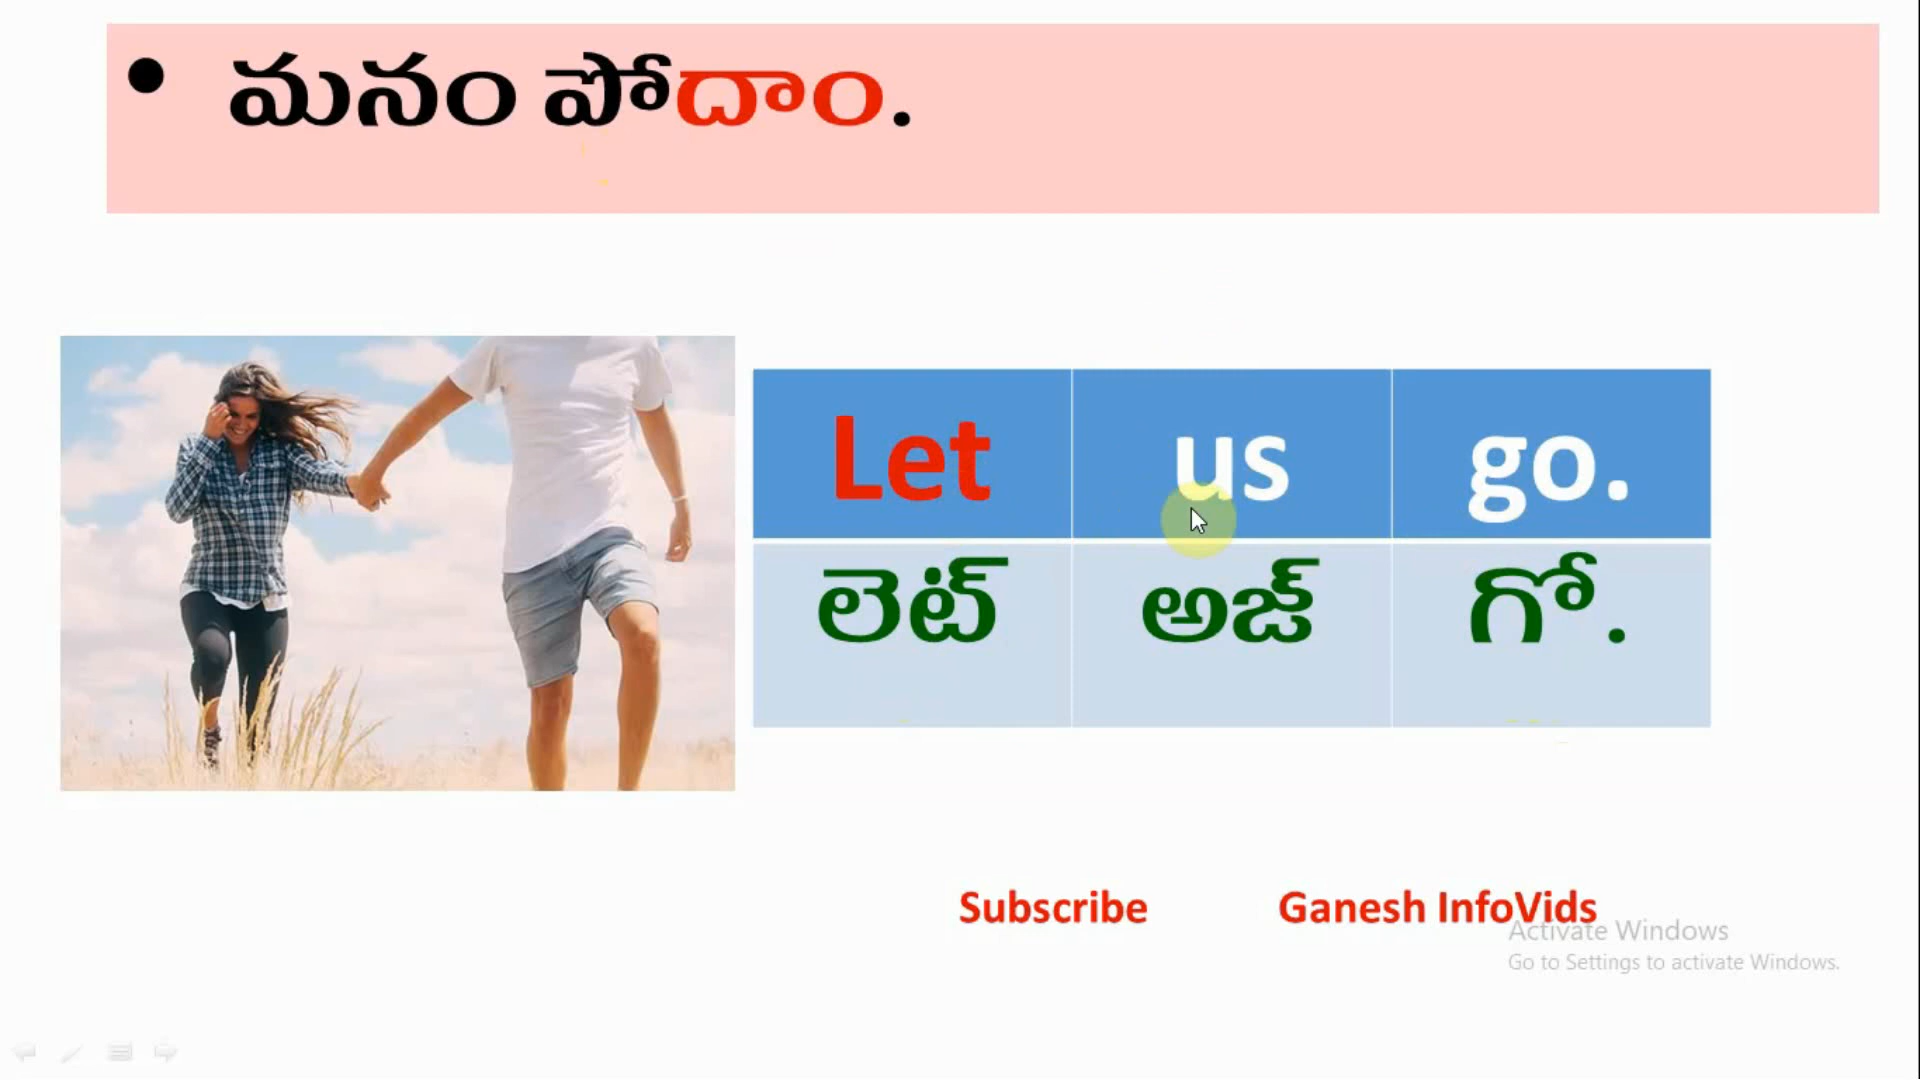 • మనం పోదాం.
Let us go.
లెట్ అజ్ గో.
Subscribe Ganesh InfoVids
Activate Windows
Go to Settings to activate Windows.